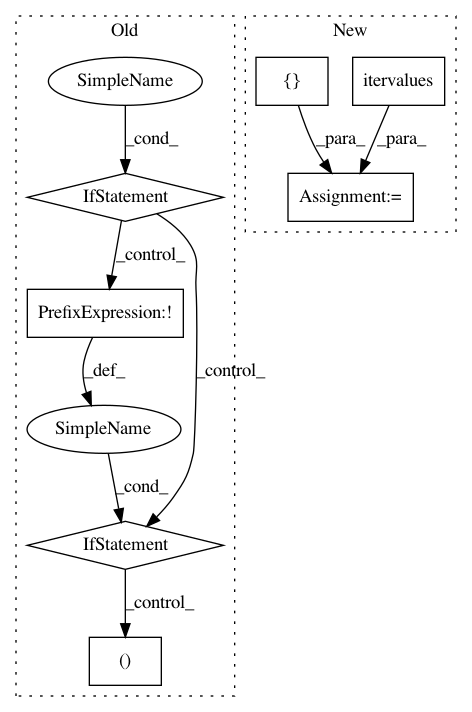 Old
New
SimpleName
{}
itervalues
_cond_
_para_
_para_
IfStatement
Assignment:=
_control_
PrefixExpression:!
_def_
_control_
SimpleName
_cond_
IfStatement
_control_
()